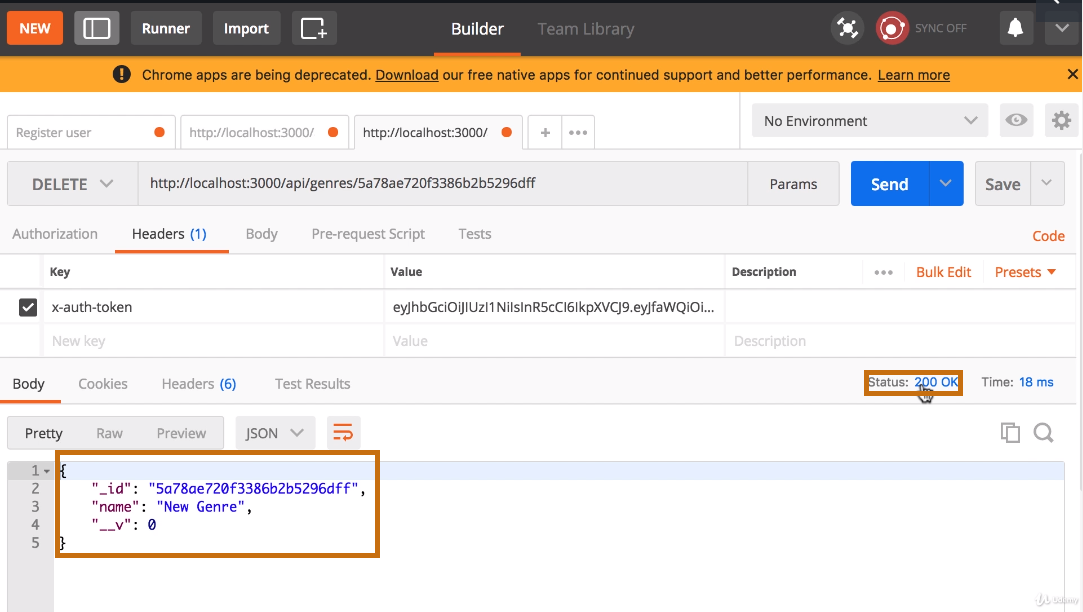 NEW Runner Import Builder Team Library SYNC OFF
Chrome apps are being deprecated. Download our free native apps for continued support and better performance. Learn more
Register user http://localhost:3000/ http://localhost:3000/ + ••• No Environment
DELETE http://localhost:3000/api/genres/5a78ae720f3386b2b5296dff Params Send Save
Authorization Headers (1) Body Pre-request Script Tests Code
Key Value Description ••• Bulk Edit Presets
x-auth-token eyJhbGciOiJIUzI1NiIsInR5cCI6IkpXVCJ9.eyJfaWQiOi...
New key Value Description
Body Cookies Headers (6) Test Results Status: 200 OK Time: 18 ms
Pretty Raw Preview JSON
1 {
2 "_id": "5a78ae720f3386b2b5296dff",
3 "name": "New Genre",
4 "__v": 0
5 }
Udemy